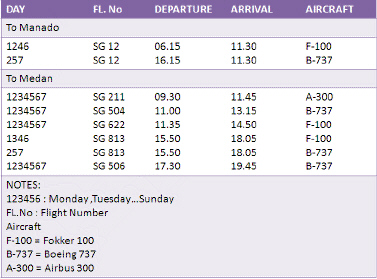 DAY FL. No DEPARTURE ARRIVAL AIRCRAFT
To Manado
1246 SG 12 06.15 11.30 F-100
257 SG 12 16.15 11.30 B-737
To Medan
1234567 SG 211 09.30 11.45 A-300
1234567 SG 504 11.00 13.15 B-737
1234567 SG 622 11.35 14.50 F-100
1346 SG 813 15.50 18.05 F-100
257 SG 813 15.50 18.05 B-737
1234567 SG 506 17.30 19.45 B-737
NOTES:
123456 : Monday ,Tuesday...Sunday
FL.No : Flight Number
Aircraft
F-100 = Fokker 100
B-737 = Boeing 737
A-300 = Airbus 300